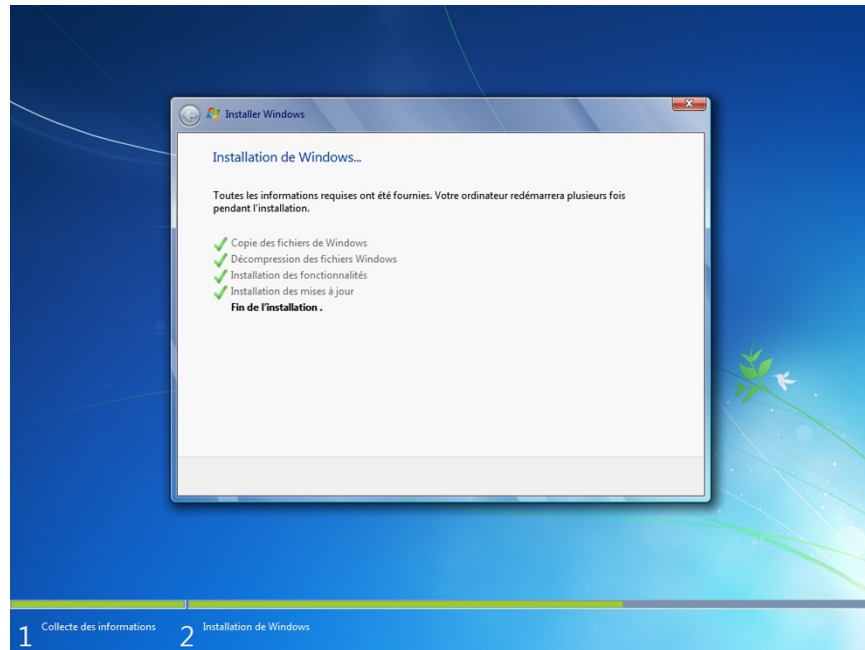 Installer Windows
Installation de Windows...
Toutes les informations requises ont été fournies. Votre ordinateur redémarrera plusieurs fois
pendant l'installation.
Copie des fichiers de Windows
Décompression des fichiers Windows
Installation des fonctionnalités
Installation des mises à jour
Fin de l'installation .
1 Collecte des informations
2 Installation de Windows